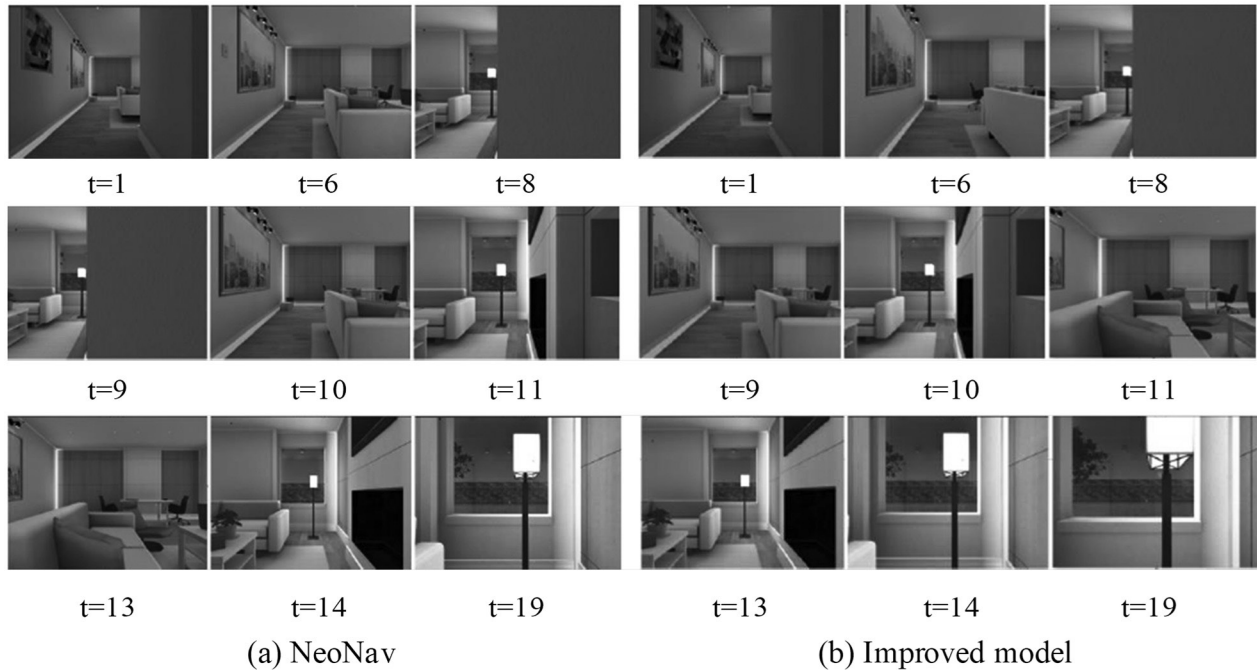 t=1 t=6 t=8 t=1 t=6 t=8
t=9 t=10 t=11 t=9 t=10 t=11
t=13 t=14 t=19 t=13 t=14 t=19
(a) NeoNav (b) Improved model